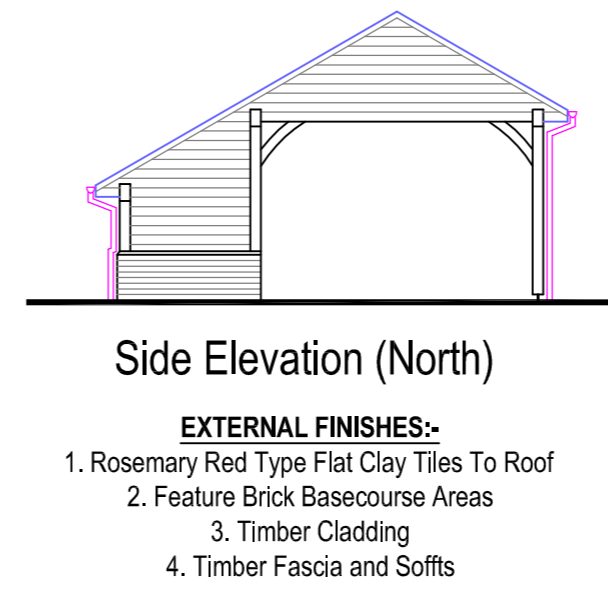 Side Elevation (North)
EXTERNAL FINISHES:-
1. Rosemary Red Type Flat Clay Tiles To Roof
2. Feature Brick Basecourse Areas
3. Timber Cladding
4. Timber Fascia and Soffts